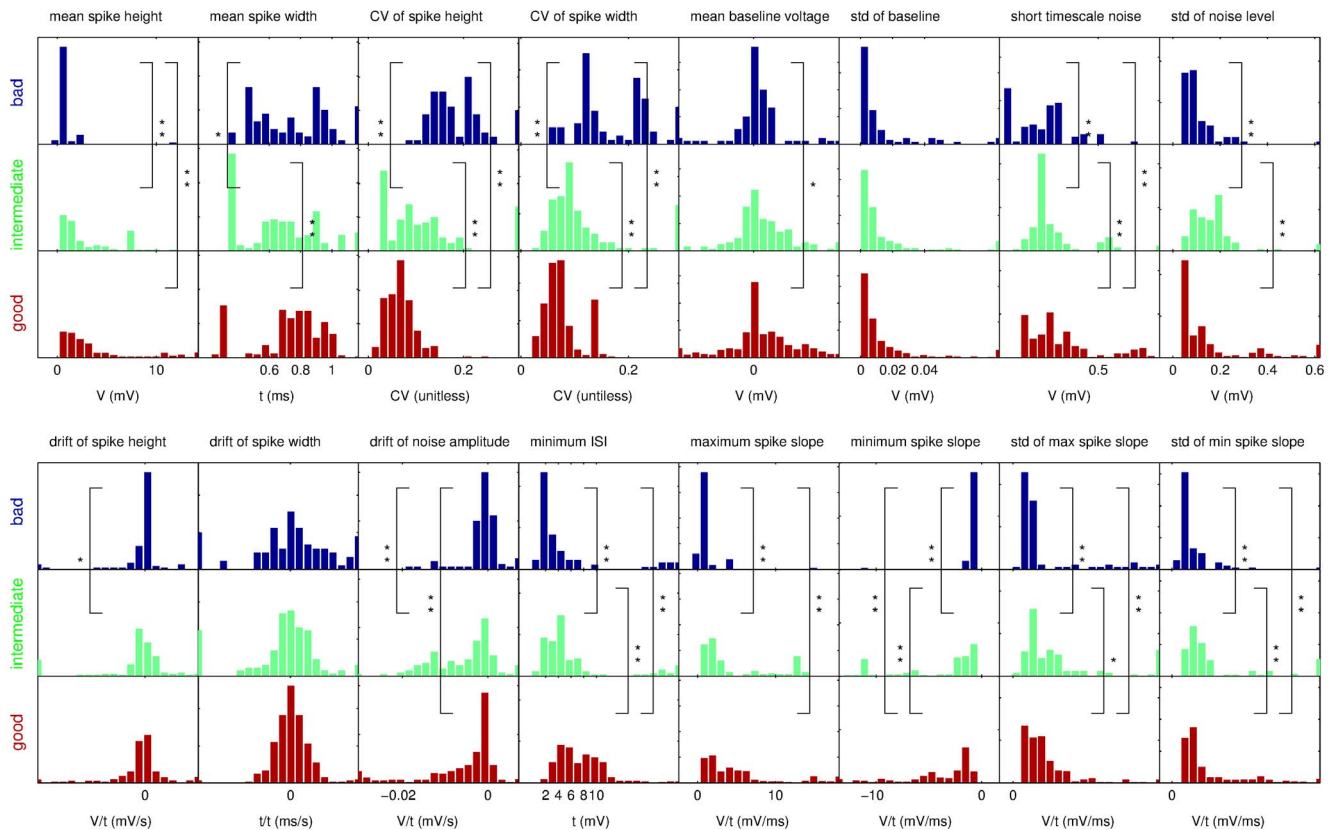 mean spike height mean spike width CV of spike height CV of spike width mean baseline voltage std of baseline short timescale noise std of noise level
bad
* * * * * * * * * * *
* * * * *
intermediate
* * * * * * * * *
good
0 10 0.6 0.8 1 0 0.2 0 0.2 0 0 0.02 0.04 0.5 0 0.2 0.4 0.6
V (mV) t (ms) CV (unitless) CV (untiless) V (mV) V (mV) V (mV) V (mV)
drift of spike height drift of spike width drift of noise amplitude minimum ISI maximum spike slope minimum spike slope std of max spike slope std of min spike slope
bad
* * * * * * * * * * * * *
intermediate
* * * * * * * * * * * * * *
* * * * * * *
good
0 0 −0.02 0 2 4 6 8 10 0 10 −10 0 0 0
V/t (mV/s) t/t (ms/s) V/t (mV/s) t (mV) V/t (mV/ms) V/t (mV/ms) V/t (mV/ms) V/t (mV/ms)